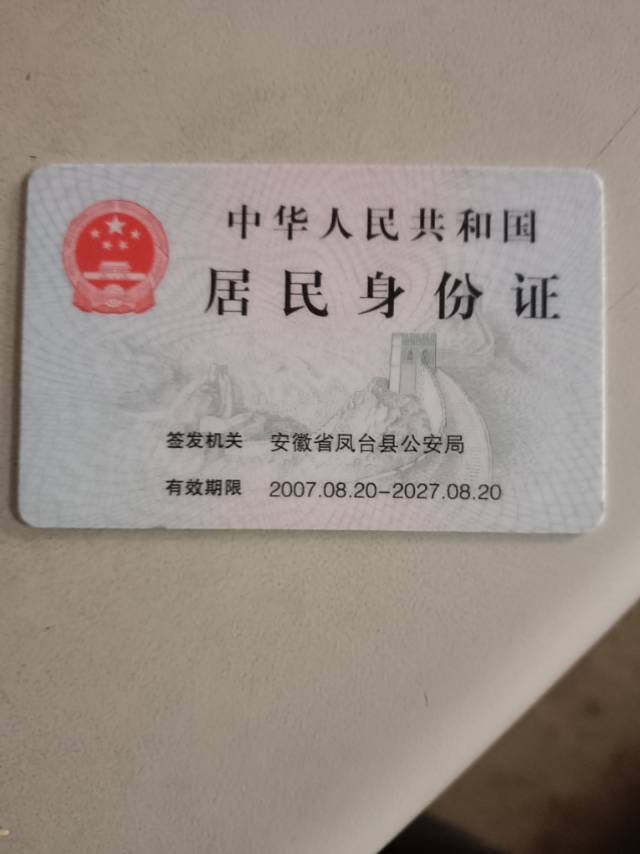 中华人民共和国
居民身份证
签发机关 安徽省凤台县公安局
有效期限 2007.08.20-2027.08.20